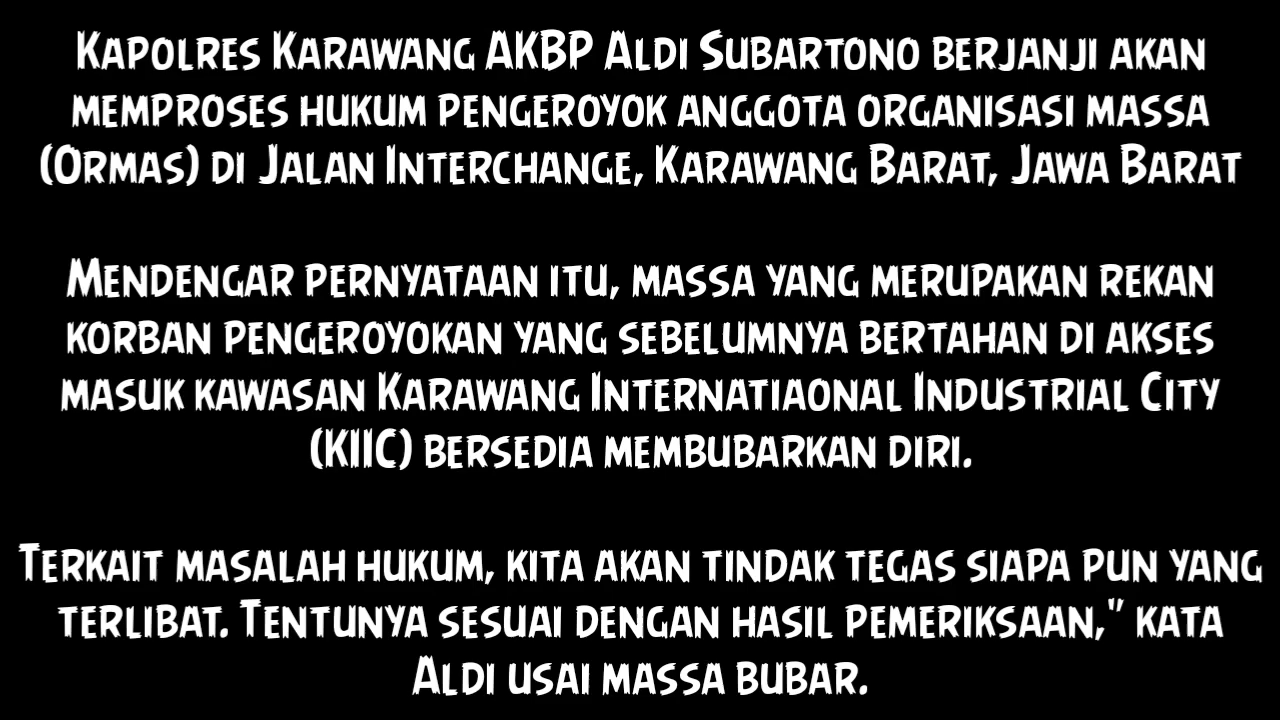 Kapolres Karawang AKBP Aldi Subartono berjanji akan
memproses hukum pengeroyok anggota organisasi massa
(Ormas) di Jalan Interchange, Karawang Barat, Jawa Barat
Mendengar pernyataan itu, massa yang merupakan rekan
korban pengeroyokan yang sebelumnya bertahan di akses
masuk kawasan Karawang Internatiaonal Industrial City
(KIIC) bersedia membubarkan diri.
Terkait masalah hukum, kita akan tindak tegas siapa pun yang
terlibat. Tentunya sesuai dengan hasil pemeriksaan," kata
Aldi usai massa bubar.